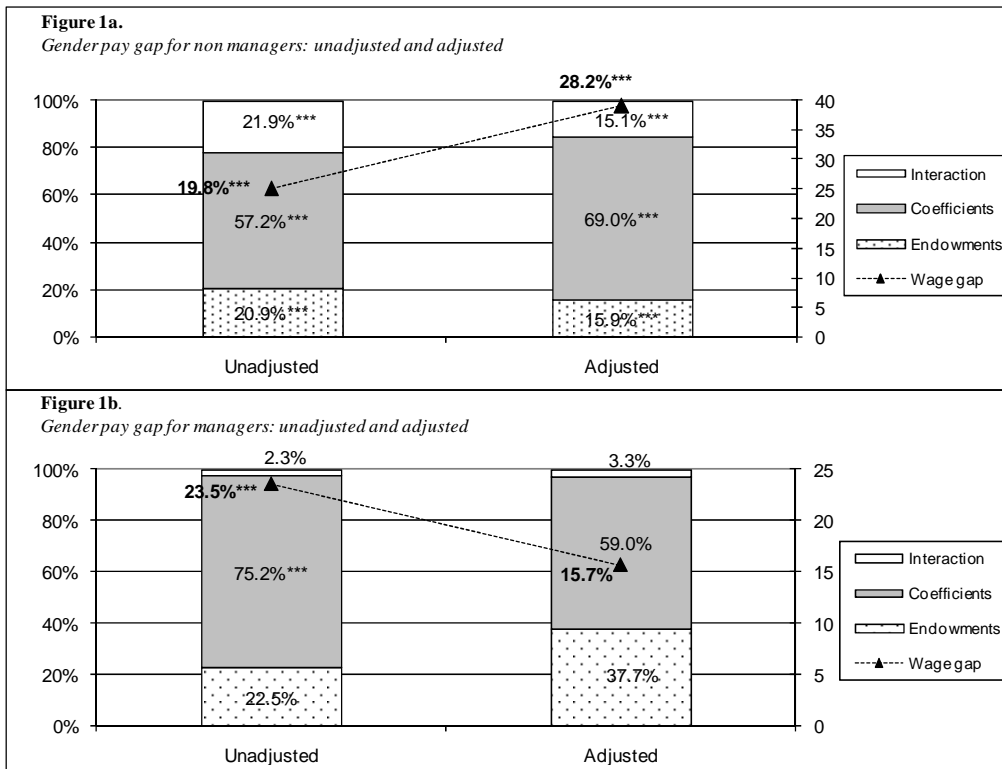 Figure 1a.
Gender pay gap for non managers: unadjusted and adjusted
28.2%***
100%
80%
60%
40%
20%
0%
21.9%***
19.8%***
57.2%***
20.9%***
15.1%***
69.0%***
15.9%***
40
35
30
25
20
15
10
5
0
Unadjusted
Adjusted
Interaction
Coefficients
Endowments
Wage gap
Figure 1b.
Gender pay gap for managers: unadjusted and adjusted
2.3%
3.3%
100%
80%
60%
40%
20%
0%
23.5%***
75.2%***
22.5%
59.0%
15.7%
37.7%
25
20
15
10
5
0
Unadjusted
Adjusted
Interaction
Coefficients
Endowments
Wage gap